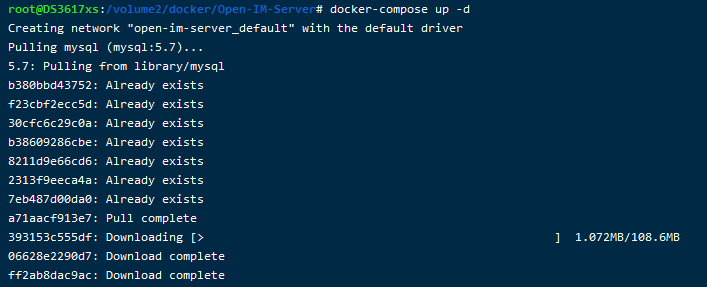 root@DS3617xs:/volume2/docker/Open-IM-Server# docker-compose up -d
Creating network "open-im-server_default" with the default driver
Pulling mysql (mysql:5.7)...
5.7: Pulling from library/mysql
b380bbd43752: Already exists
f23cbf2ecc5d: Already exists
30cfc6c29c0a: Already exists
b38609286cbe: Already exists
8211d9e66cd6: Already exists
2313f9eeca4a: Already exists
7eb487d00da0: Already exists
a71aacf913e7: Pull complete
393153c555df: Downloading [>                                                  ]  1.072MB/108.6MB
06628e2290d7: Download complete
ff2ab8dac9ac: Download complete